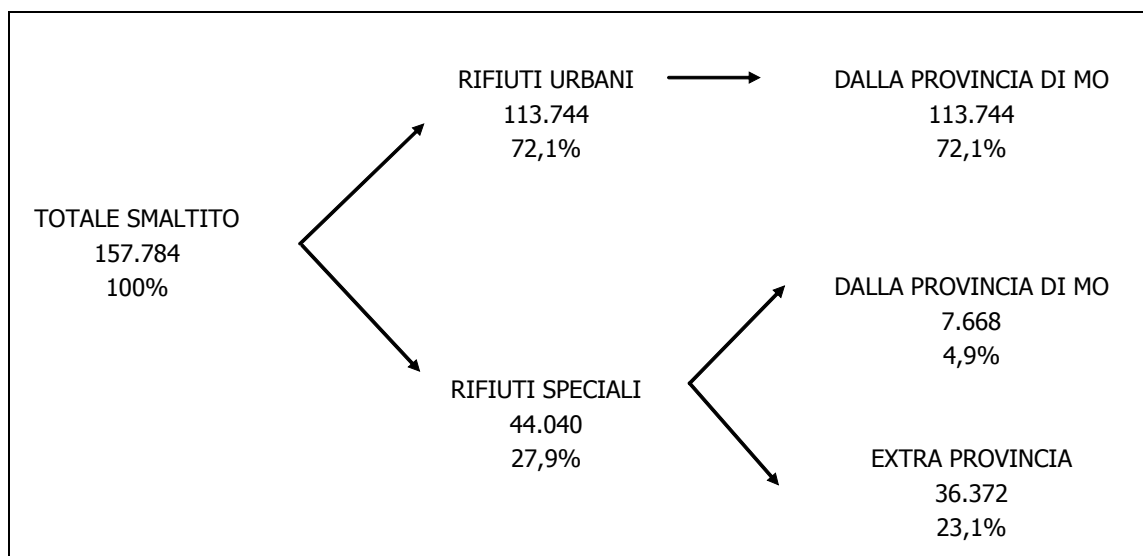 RIFIUTI URBANI
113.744
72,1%
DALLA PROVINCIA DI MO
113.744
72,1%
TOTALE SMALTITO
157.784
100%
DALLA PROVINCIA DI MO
7.668
4,9%
RIFIUTI SPECIALI
44.040
27,9%
EXTRA PROVINCIA
36.372
23,1%